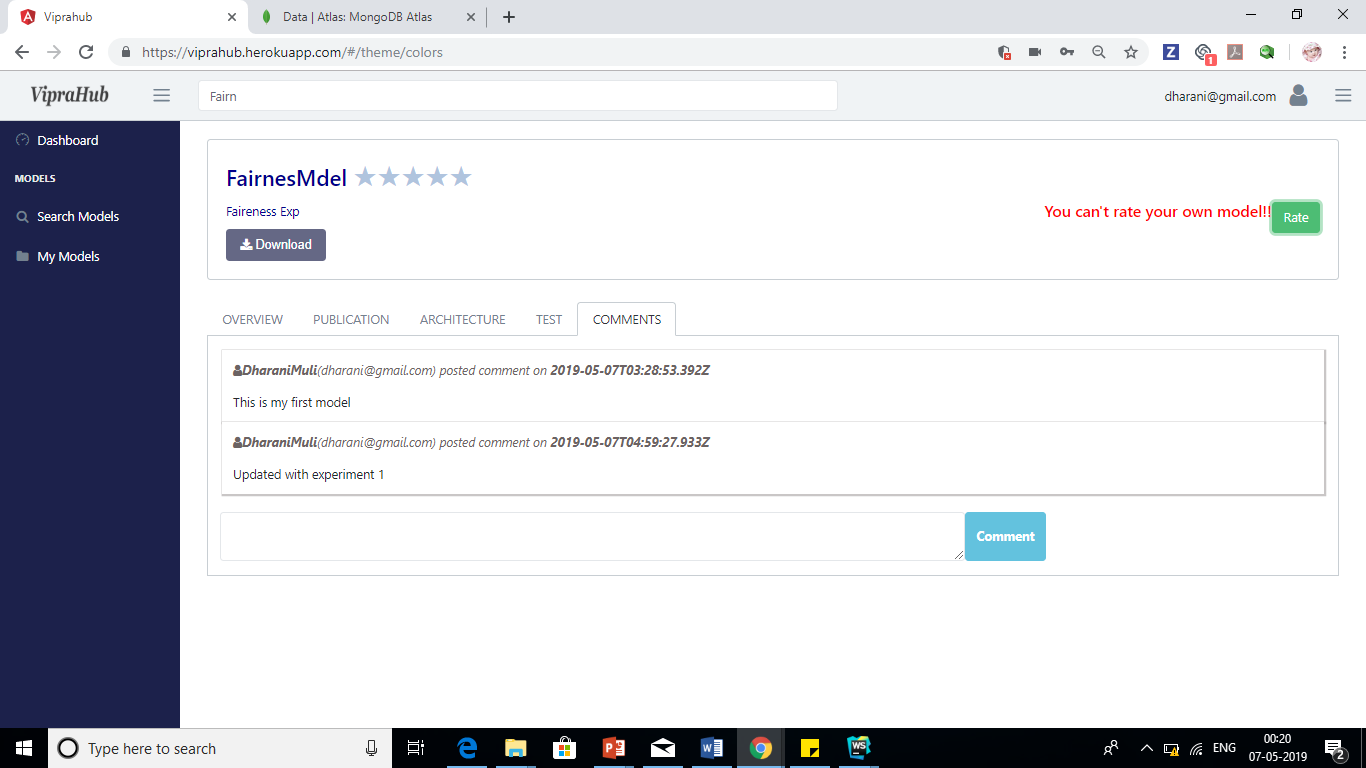 Viprahub
Data | Atlas: MongoDB Atlas
https://viprahub.herokuapp.com/#/theme/colors
1
VipraHub
Fairn
dharani@gmail.com
Dashboard
MODELS
Search Models
My Models
FairnesMdel
Faireness Exp
You can't rate your own model!!
Rate
Download
OVERVIEW
PUBLICATION
ARCHITECTURE
TEST
COMMENTS
DharaniMuli(dharani@gmail.com) posted comment on 2019-05-07T03:28:53.392Z
This is my first model
DharaniMuli(dharani@gmail.com) posted comment on 2019-05-07T04:59:27.933Z
Updated with experiment 1
Comment
Type here to search
ENG
00:20
07-05-2019
2